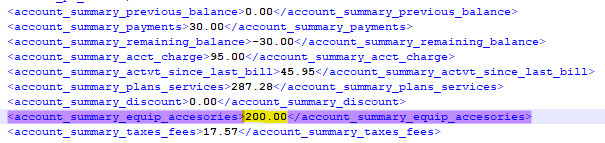 <account_summary_previous_balance>0.00</account_summary_previous_balance>
<account_summary_payments>30.00</account_summary_payments>
<account_summary_remaining_balance>-30.00</account_summary_remaining_balance>
<account_summary_acct_charge>95.00</account_summary_acct_charge>
<account_summary_actvt_since_last_bill>45.95</account_summary_actvt_since_last_bill>
<account_summary_plans_services>287.28</account_summary_plans_services>
<account_summary_discount>0.00</account_summary_discount>
<account_summary_equip_accesories>200.00</account_summary_equip_accesories>
<account_summary_taxes_fees>17.57</account_summary_taxes_fees>